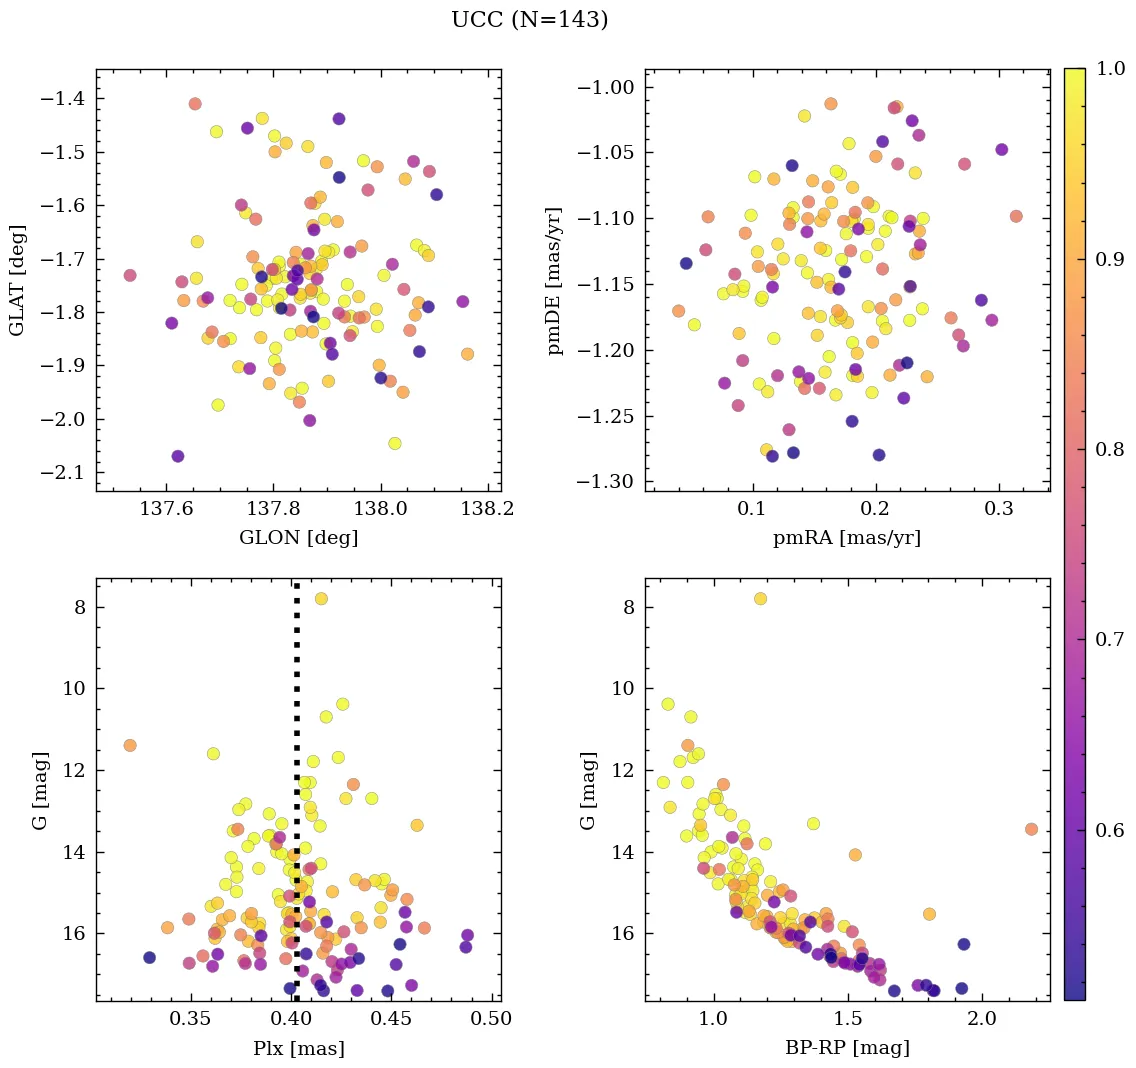 UCC (N=143)
−1.4
−1.5
−1.6
−1.7
−1.8
−1.9
−2.0
−2.1
GLAT [deg]
137.6 137.8 138.0 138.2
GLON [deg]
−1.00
−1.05
−1.10
−1.15
−1.20
−1.25
−1.30
pmDE [mas/yr]
0.1 0.2 0.3
pmRA [mas/yr]
8
10
12
14
16
G [mag]
0.35 0.40 0.45 0.50
Plx [mas]
8
10
12
14
16
G [mag]
1.0 1.5 2.0
BP-RP [mag]
1.0
0.9
0.8
0.7
0.6